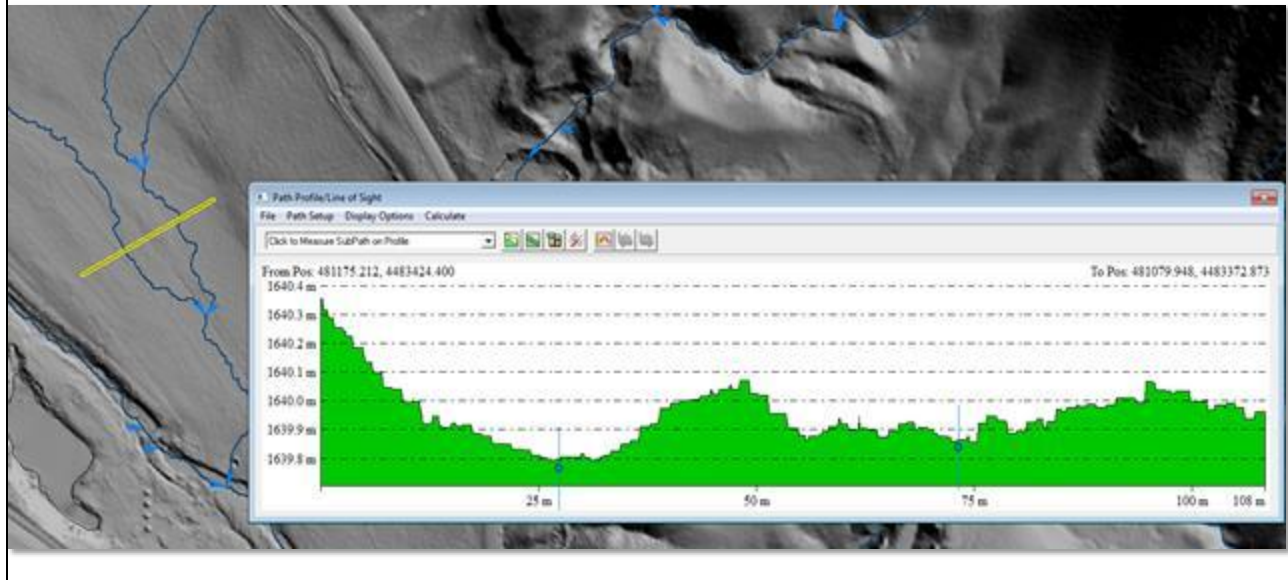 Path Profile/Line of Sight
File Path Setup Display Options Calculate
Click to Measure SubPath on Profile
From Pos: 481175.212, 4483424.400 To Pos: 481079.948, 4483372.873
1640.4 m
1640.3 m
1640.2 m
1640.1 m
1640.0 m
1639.9 m
1639.8 m
25 m 50 m 75 m 100 m 108 m